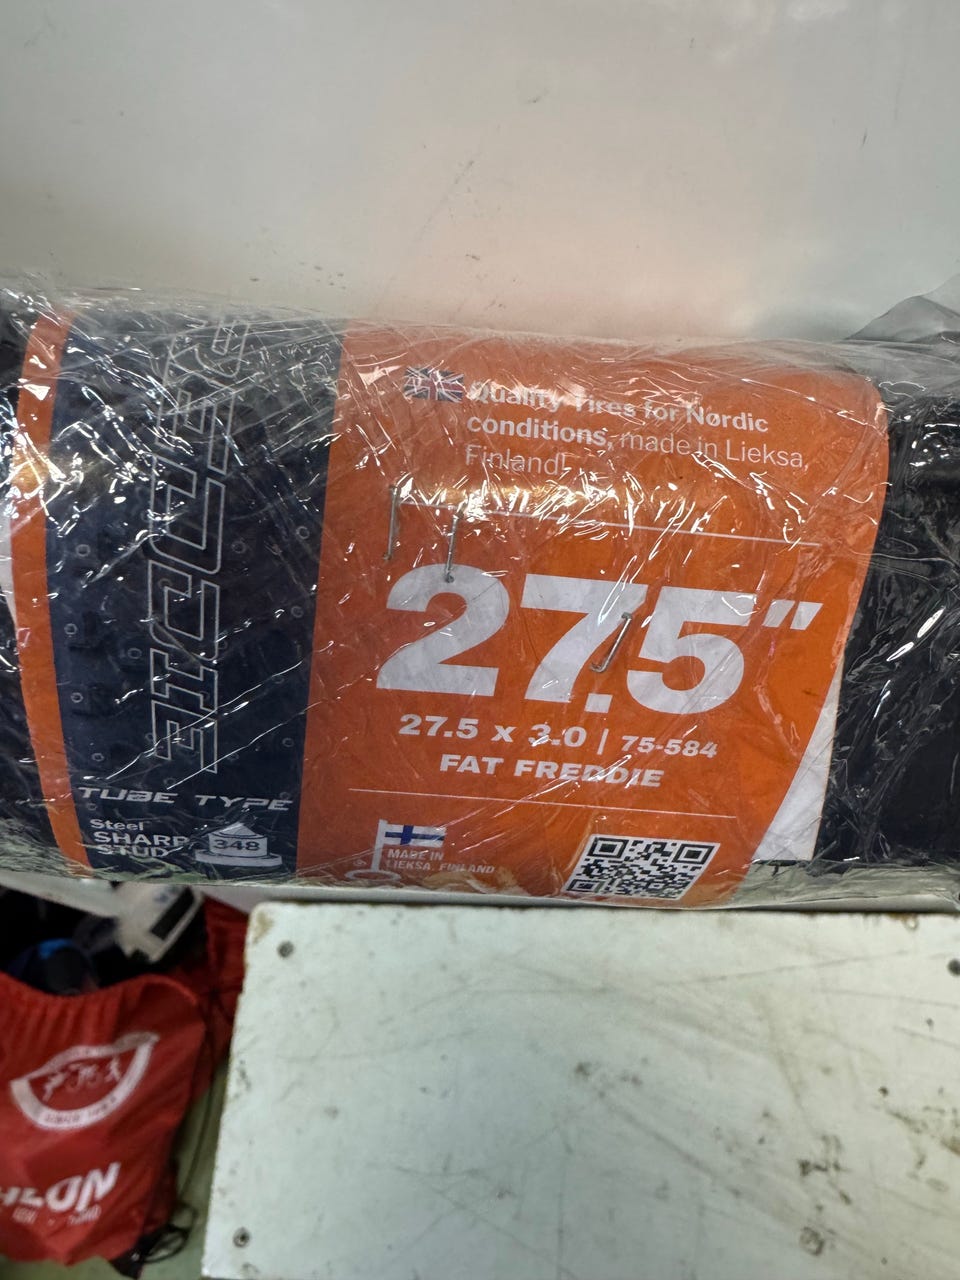 Quality Tires for Nørdic
conditions, made in Lieksa,
Finland!
27.5"
27.5 x 3.0 | 75-584
FAT FREDDIE
MADE IN
LIEKSA, FINLAND
TUBE TYPE
Steel
SHARP
STUD
348